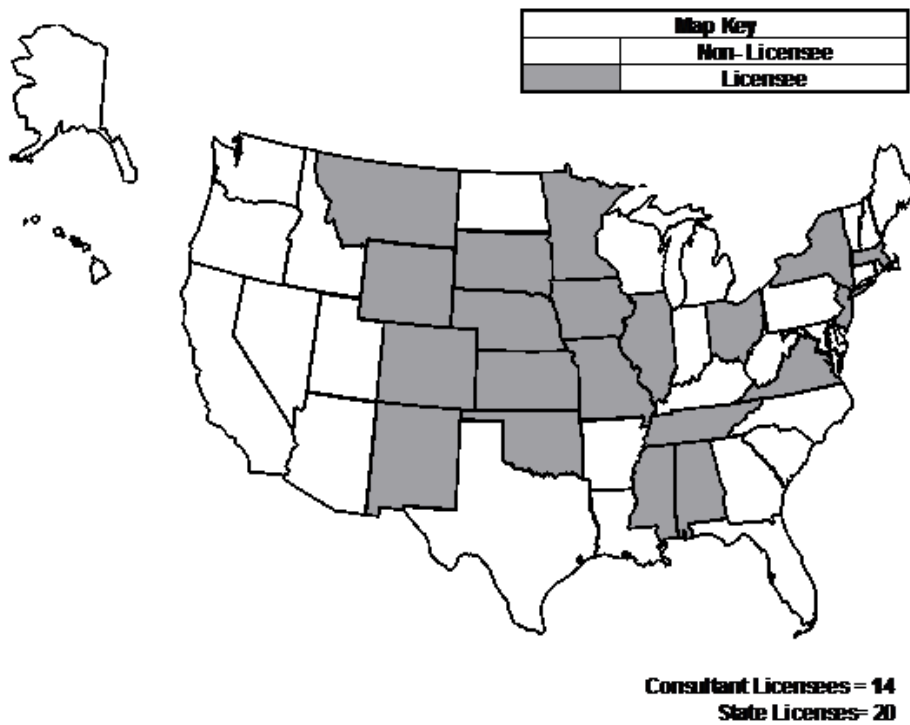 Map Key
Non-Licensee
Licensee
Consultant Licensees = 14
State Licenses= 20